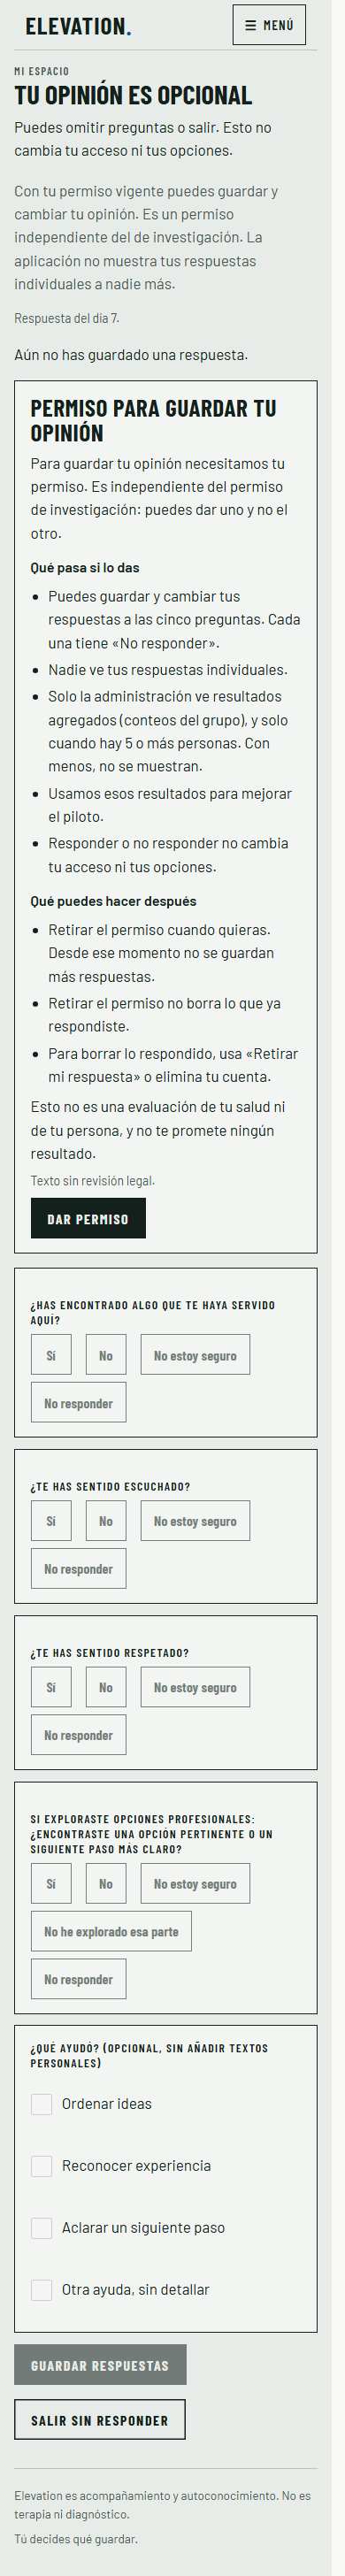 ELEVATION.
☰ MENÚ
MI ESPACIO
TU OPINIÓN ES OPCIONAL
Puedes omitir preguntas o salir. Esto no
cambia tu acceso ni tus opciones.
Con tu permiso vigente puedes guardar y
cambiar tu opinión. Es un permiso
independiente del de investigación. La
aplicación no muestra tus respuestas
individuales a nadie más.
Respuesta del día 7.
Aún no has guardado una respuesta.
PERMISO PARA GUARDAR TU
OPINIÓN
Para guardar tu opinión necesitamos tu
permiso. Es independiente del permiso
de investigación: puedes dar uno y no el
otro.
Qué pasa si lo das
• Puedes guardar y cambiar tus
respuestas a las cinco preguntas. Cada
una tiene «No responder».
• Nadie ve tus respuestas individuales.
• Solo la administración ve resultados
agregados (conteos del grupo), y solo
cuando hay 5 o más personas. Con
menos, no se muestran.
• Usamos esos resultados para mejorar
el piloto.
• Responder o no responder no cambia
tu acceso ni tus opciones.
Qué puedes hacer después
• Retirar el permiso cuando quieras.
Desde ese momento no se guardan
más respuestas.
• Retirar el permiso no borra lo que ya
respondiste.
• Para borrar lo respondido, usa «Retirar
mi respuesta» o elimina tu cuenta.
Esto no es una evaluación de tu salud ni
de tu persona, y no te promete ningún
resultado.
Texto sin revisión legal.
DAR PERMISO
¿HAS ENCONTRADO ALGO QUE TE HAYA SERVIDO
AQUÍ?
Sí No No estoy seguro
No responder
¿TE HAS SENTIDO ESCUCHADO?
Sí No No estoy seguro
No responder
¿TE HAS SENTIDO RESPETADO?
Sí No No estoy seguro
No responder
SI EXPLORASTE OPCIONES PROFESIONALES:
¿ENCONTRASTE UNA OPCIÓN PERTINENTE O UN
SIGUIENTE PASO MÁS CLARO?
Sí No No estoy seguro
No he explorado esa parte
No responder
¿QUÉ AYUDÓ? (OPCIONAL, SIN AÑADIR TEXTOS
PERSONALES)
Ordenar ideas
Reconocer experiencia
Aclarar un siguiente paso
Otra ayuda, sin detallar
GUARDAR RESPUESTAS
SALIR SIN RESPONDER
Elevation es acompañamiento y autoconocimiento. No es
terapia ni diagnóstico.
Tú decides qué guardar.